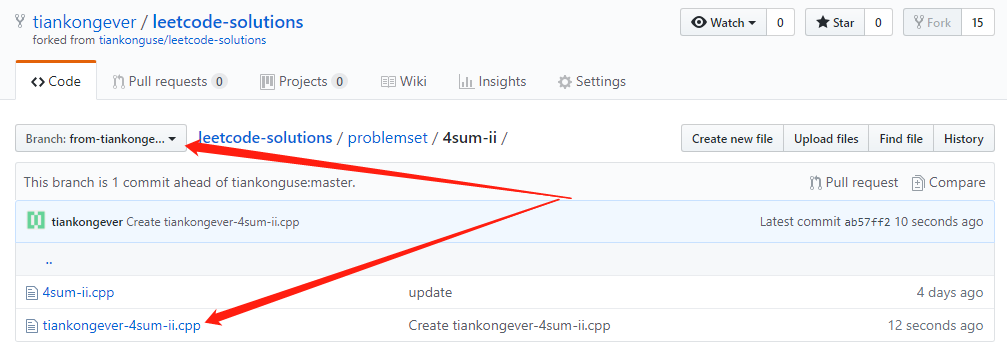 tiankongever / leetcode-solutions
Watch 0 Star 0 Fork 15
forked from tiankonguse/leetcode-solutions
Code Pull requests 0 Projects 0 Wiki Insights Settings
Branch: from-tiankonge... leetcode-solutions / problemset / 4sum-ii / Create new file Upload files Find file History
This branch is 1 commit ahead of tiankonguse:master. Pull request Compare
tiankongever Create tiankongever-4sum-ii.cpp Latest commit ab57ff2 10 seconds ago
..
4sum-ii.cpp update 4 days ago
tiankongever-4sum-ii.cpp Create tiankongever-4sum-ii.cpp 12 seconds ago